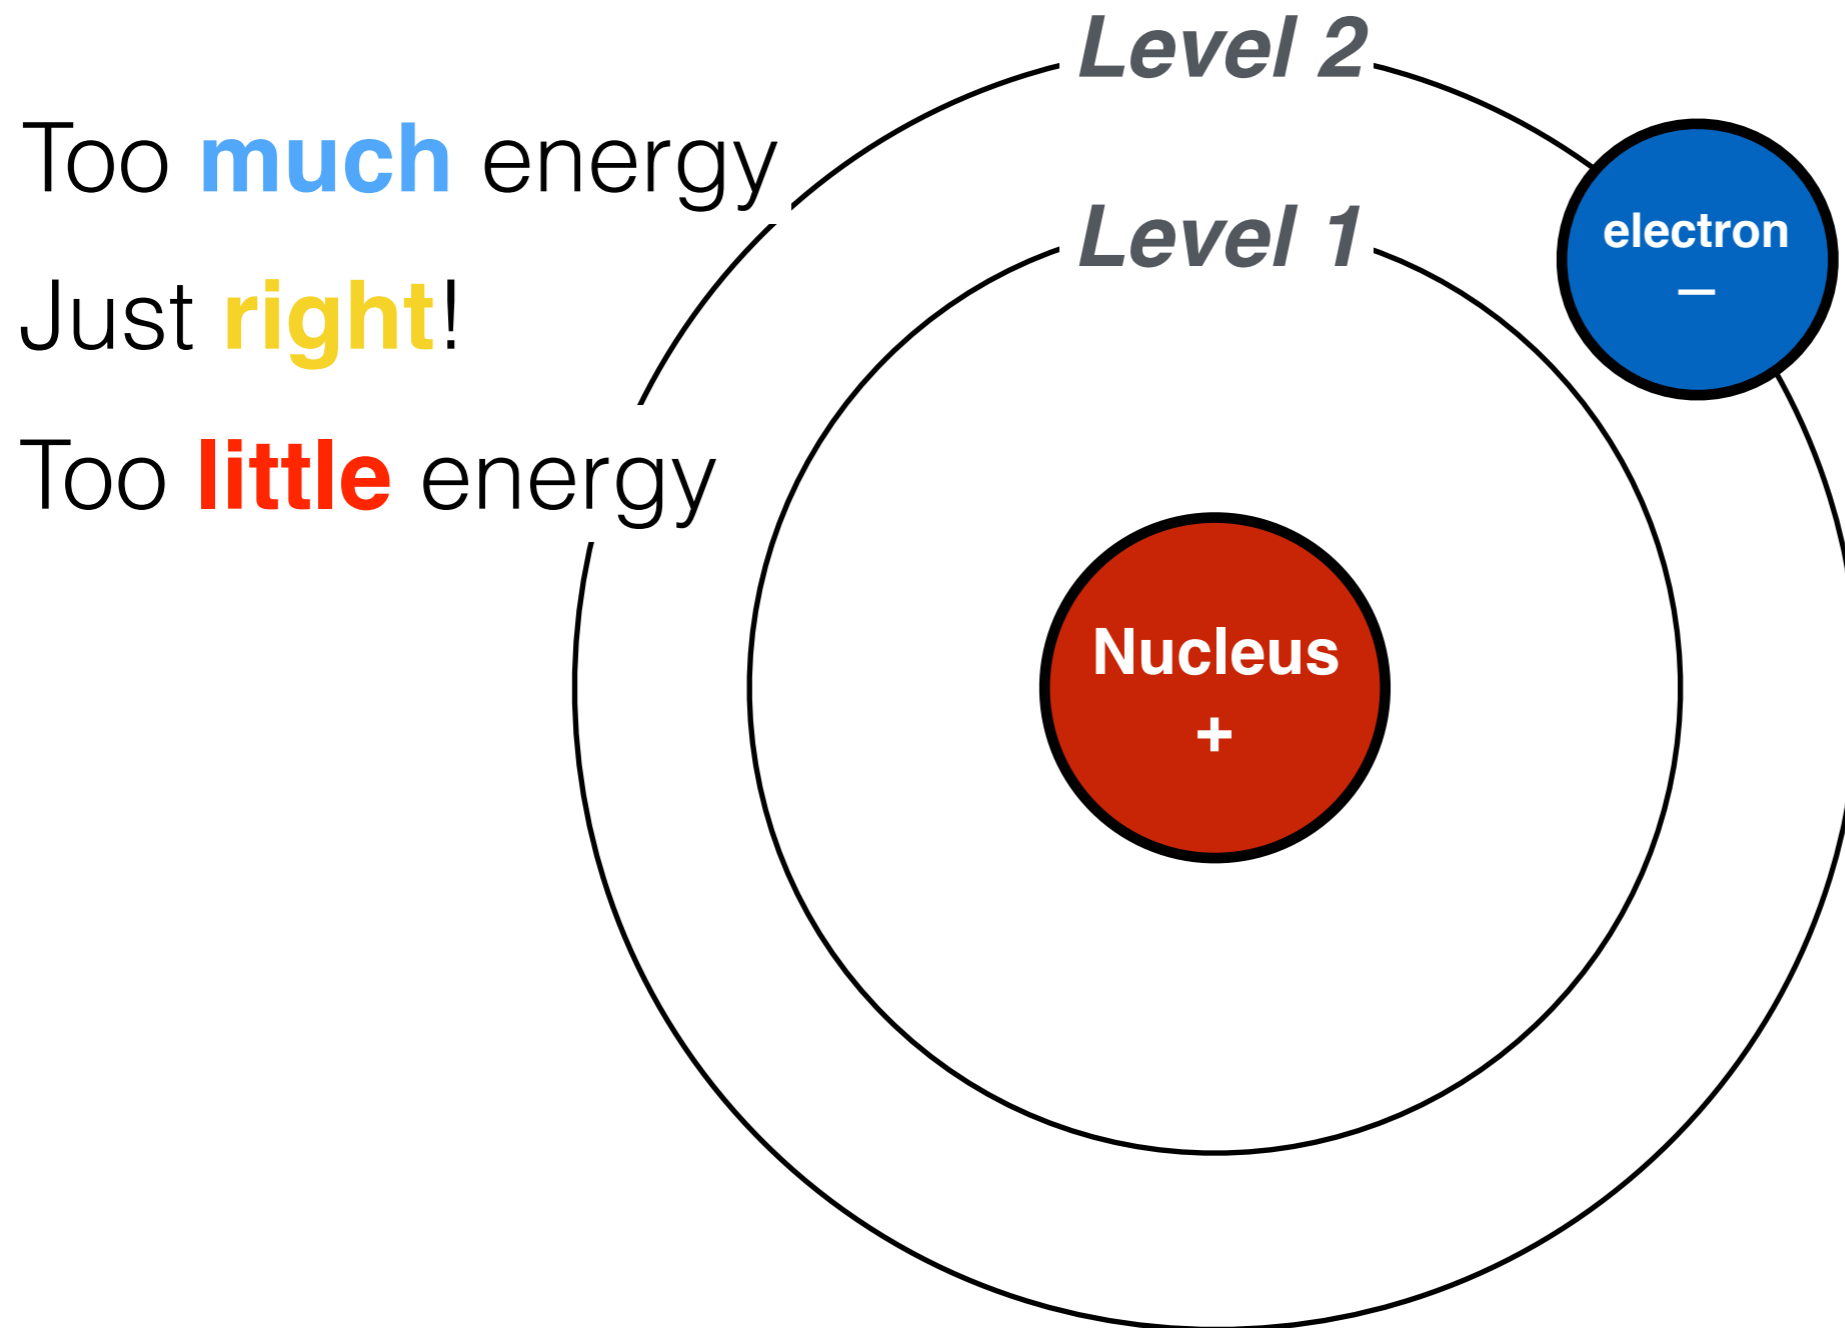 Level 2
Too much energy
Level 1
electron
–
Just right!
Too little energy
Nucleus
+